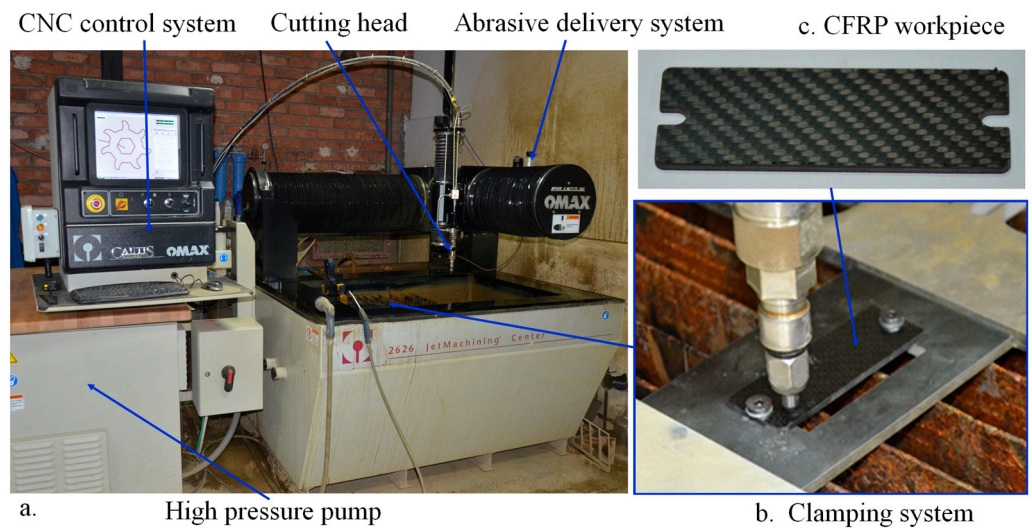 CNC control system
Cutting head
Abrasive delivery system
c. CFRP workpiece
OMAX
OMAX
2626 JetMachining Center
a.
High pressure pump
b. Clamping system